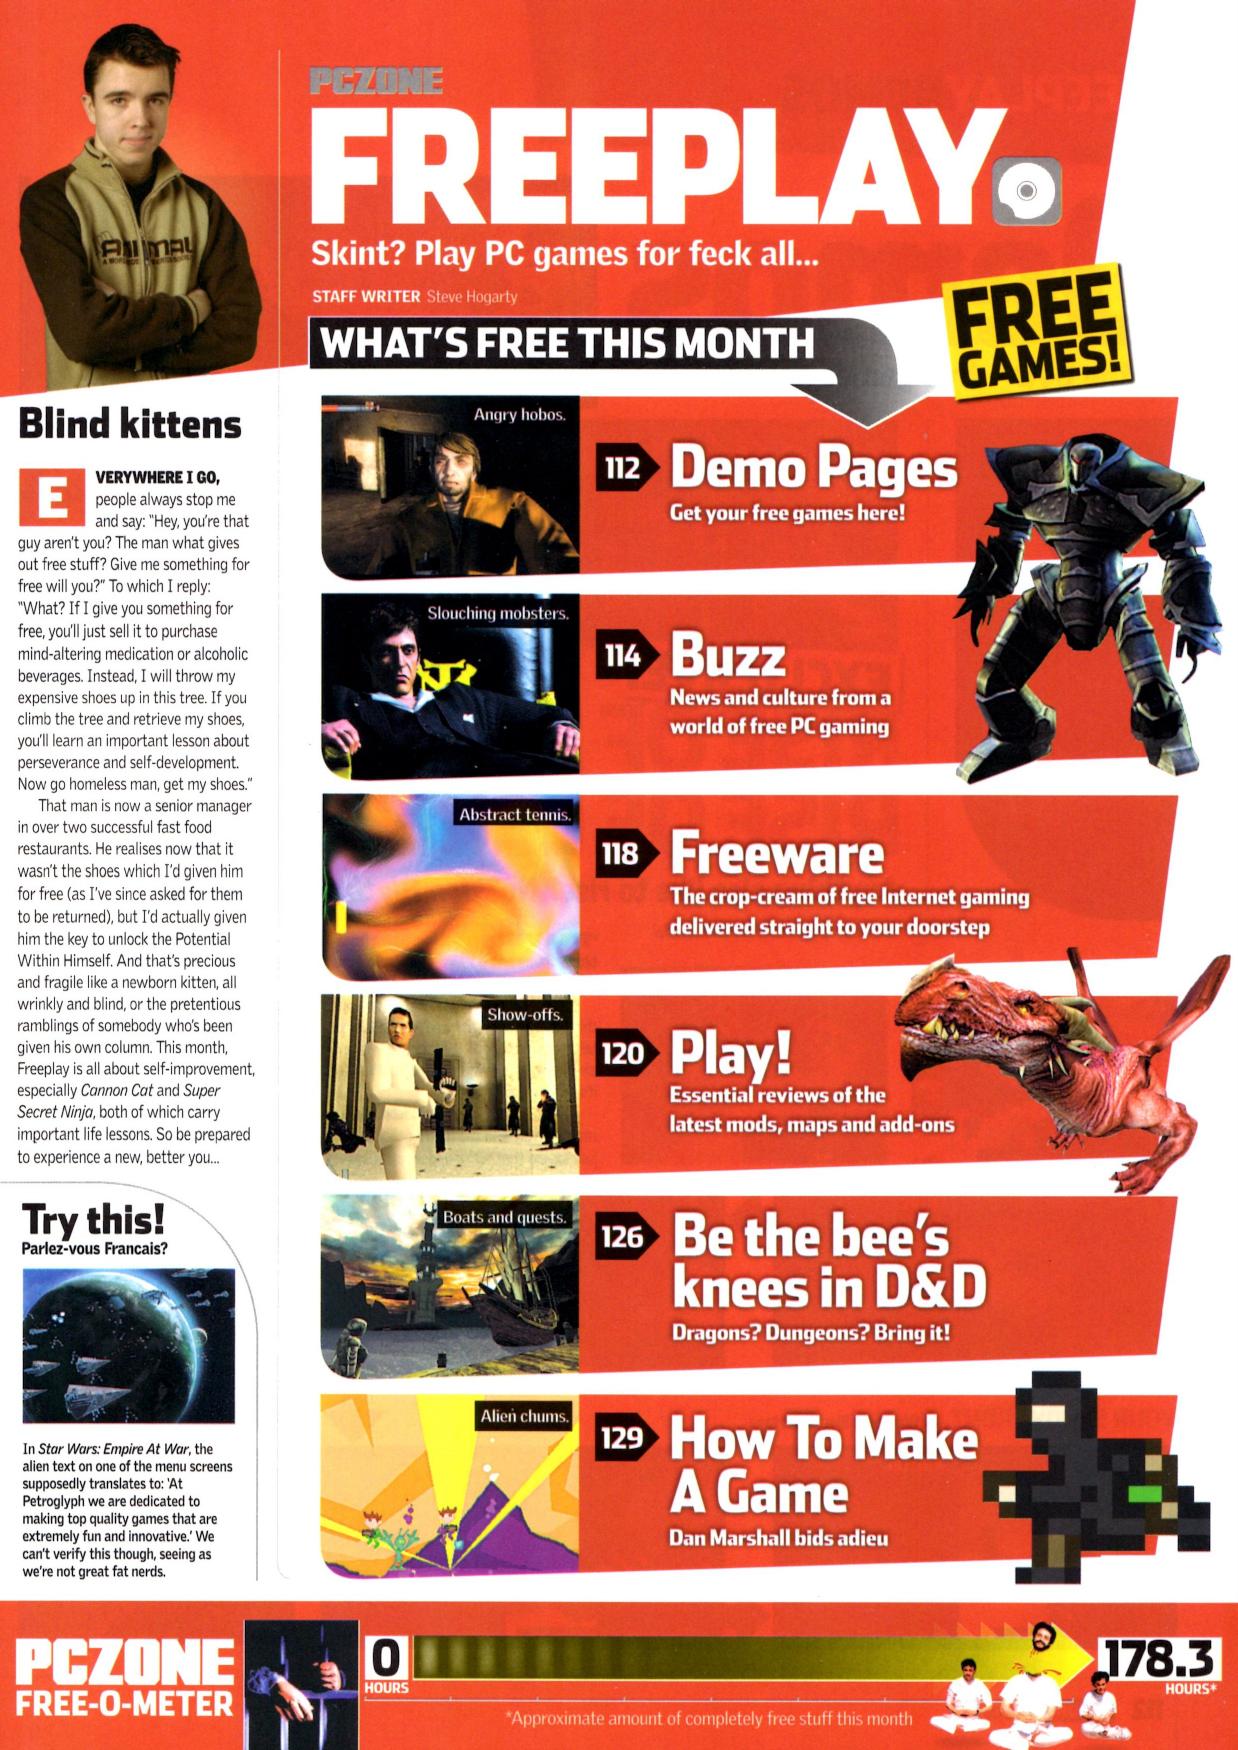 PCZONE
FREEPLAY
Skint? Play PC games for feck all...
STAFF WRITER Steve Hogarty
WHAT'S FREE THIS MONTH
FREE
GAMES!
ANIMAL
Blind kittens
EVERYWHERE I GO,
people always stop me
and say: "Hey, you're that
guy aren't you? The man what gives
out free stuff? Give me something for
free will you?" To which I reply:
"What? If I give you something for
free, you'll just sell it to purchase
mind-altering medication or alcoholic
beverages. Instead, I will throw my
expensive shoes up in this tree. If you
climb the tree and retrieve my shoes,
you'll learn an important lesson about
perseverance and self-development.
Now go homeless man, get my shoes."
That man is now a senior manager
in over two successful fast food
restaurants. He realises now that it
wasn't the shoes which I'd given him
for free (as I've since asked for them
to be returned), but I'd actually given
him the key to unlock the Potential
Within Himself. And that's precious
and fragile like a newborn kitten, all
wrinkly and blind, or the pretentious
ramblings of somebody who's been
given his own column. This month,
Freeplay is all about self-improvement,
especially Cannon Cat and Super
Secret Ninja, both of which carry
important life lessons. So be prepared
to experience a new, better you...
Try this!
Parlez-vous Francais?
In Star Wars: Empire At War, the
alien text on one of the menu screens
supposedly translates to: 'At
Petroglyph we are dedicated to
making top quality games that are
extremely fun and innovative.' We
can't verify this though, seeing as
we're not great fat nerds.
Angry hobos.
112 Demo Pages
Get your free games here!
Slouching mobsters.
114 Buzz
News and culture from a
world of free PC gaming
Abstract tennis.
118 Freeware
The crop-cream of free Internet gaming
delivered straight to your doorstep
Show-offs.
120 Play!
Essential reviews of the
latest mods, maps and add-ons
Boats and quests.
126 Be the bee's
knees in D&D
Dragons? Dungeons? Bring it!
Alien chums.
129 How To Make
A Game
Dan Marshall bids adieu
PCZONE
FREE-O-METER
0
HOURS
178.3
HOURS*
*Approximate amount of completely free stuff this month